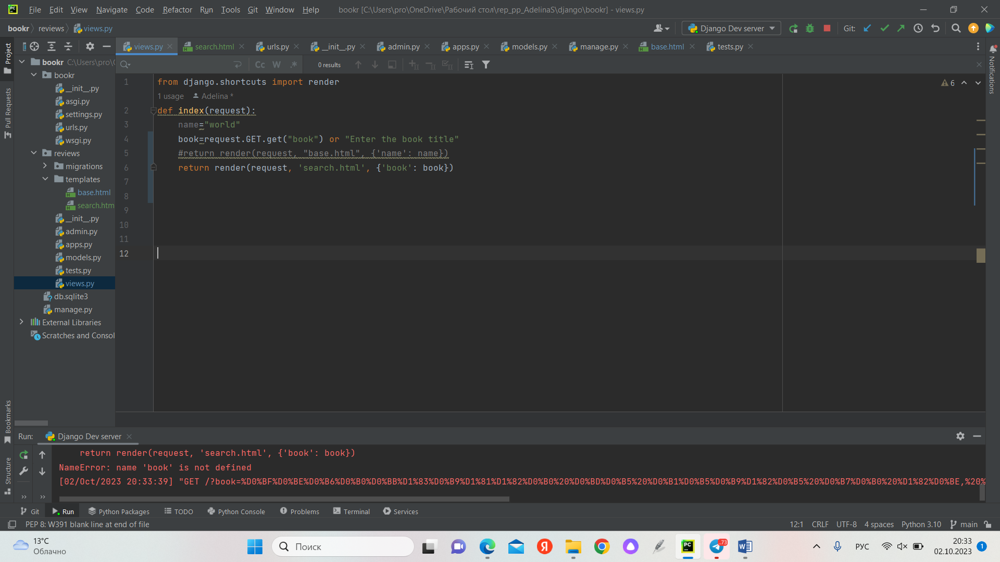 PC File Edit View Navigate Code Refactor Run Tools Git Window Help bookr [C:\Users\pro\OneDrive\Рабочий стол\rep_pp_AdelinaS\django\bookr] - views.py
bookr reviews views.py Django Dev server Git:
Project views.py search.html urls.py __init__.py admin.py apps.py models.py manage.py base.html tests.py
bookr C:\Users\pro\ Cc W .* 0 results
Notifications
Pull Requests
bookr
__init__.py
asgi.py
settings.py
urls.py
wsgi.py
reviews
migrations
templates
base.html
search.htm
__init__.py
admin.py
apps.py
models.py
tests.py
views.py
db.sqlite3
manage.py
External Libraries
Scratches and Consol
6
1 from django.shortcuts import render
1 usage Adelina *
2 def index(request):
3 name="world"
4 book=request.GET.get("book") or "Enter the book title"
5 #return render(request, "base.html", {'name': name})
6 return render(request, 'search.html', {'book': book})
7
8
9
10
11
12
Bookmarks
Structure
Run: Django Dev server
return render(request, 'search.html', {'book': book})
NameError: name 'book' is not defined
[02/Oct/2023 20:33:39] "GET /?book=%D0%BF%D0%BE%D0%B6%D0%B0%D0%BB%D1%83%D0%B9%D1%81%D1%82%D0%B0%20%D0%BD%D0%B5%20%D0%B1%D0%B5%D0%B9%D1%82%D0%B5%20%D0%B7%D0%B0%20%D1%82%D0%BE,%20%
Git Run Python Packages TODO Python Console Problems Terminal Services
PEP 8: W391 blank line at end of file 12:1 CRLF UTF-8 4 spaces Python 3.10 main
13°C
Облачно
Поиск
Я
PC
73
W
РУС
20:33
02.10.2023
1